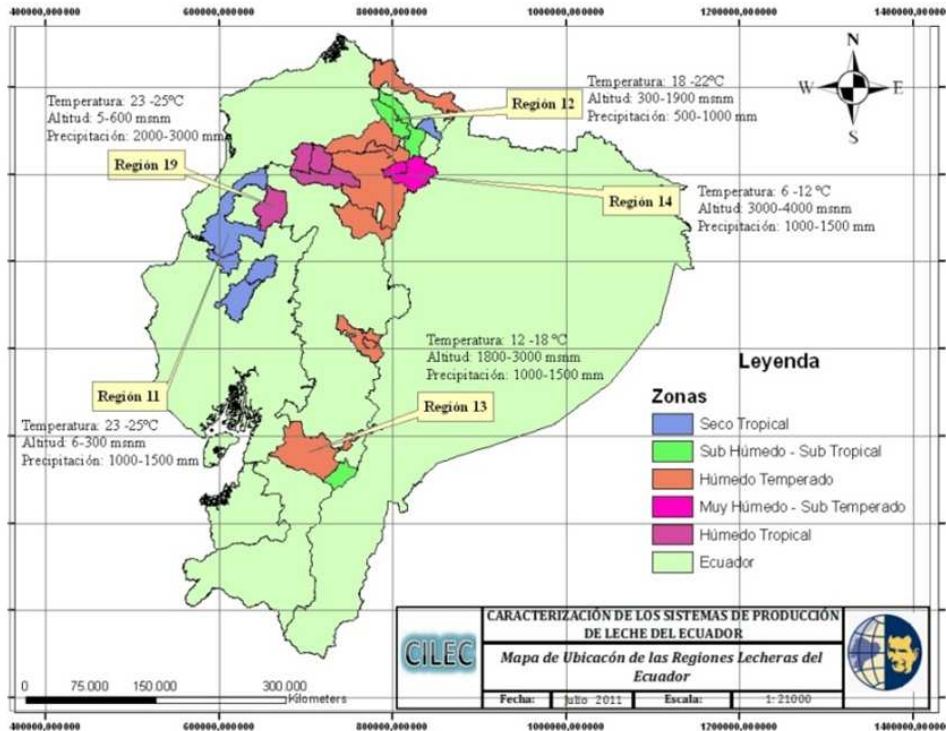 400000,000000 600000,000000 800000,000000 1000000,000000 1200000,000000 1400000,000000
N
W E
S
Temperatura: 23 -25°C
Altitud: 5-600 msnm
Precipitación: 2000-3000 mm
Región 19
Región 12
Temperatura: 18 -22°C
Altitud: 300-1900 msnm
Precipitación: 500-1000 mm
Región 14
Temperatura: 6 -12 °C
Altitud: 3000-4000 msnm
Precipitación: 1000-1500 mm
Temperatura: 12 -18 °C
Altitud: 1800-3000 msnm
Precipitación: 1000-1500 mm
Región 13
Región 11
Temperatura: 23 -25°C
Altitud: 6-300 msnm
Precipitación: 1000-1500 mm
Leyenda
Zonas
Seco Tropical
Sub Húmedo - Sub Tropical
Húmedo Temperado
Muy Húmedo - Sub Temperado
Húmedo Tropical
Ecuador
CILEC
CARACTERIZACIÓN DE LOS SISTEMAS DE PRODUCCIÓN
DE LECHE DEL ECUADOR
Mapa de Ubicacón de las Regiones Lecheras del
Ecuador
Fecha: Julio 2011 Escala: 1: 21000
0 75 000 150 000 300 000
Kilometers
400000,000000 600000,000000 800000,000000 1000000,000000 1200000,000000 1400000,000000